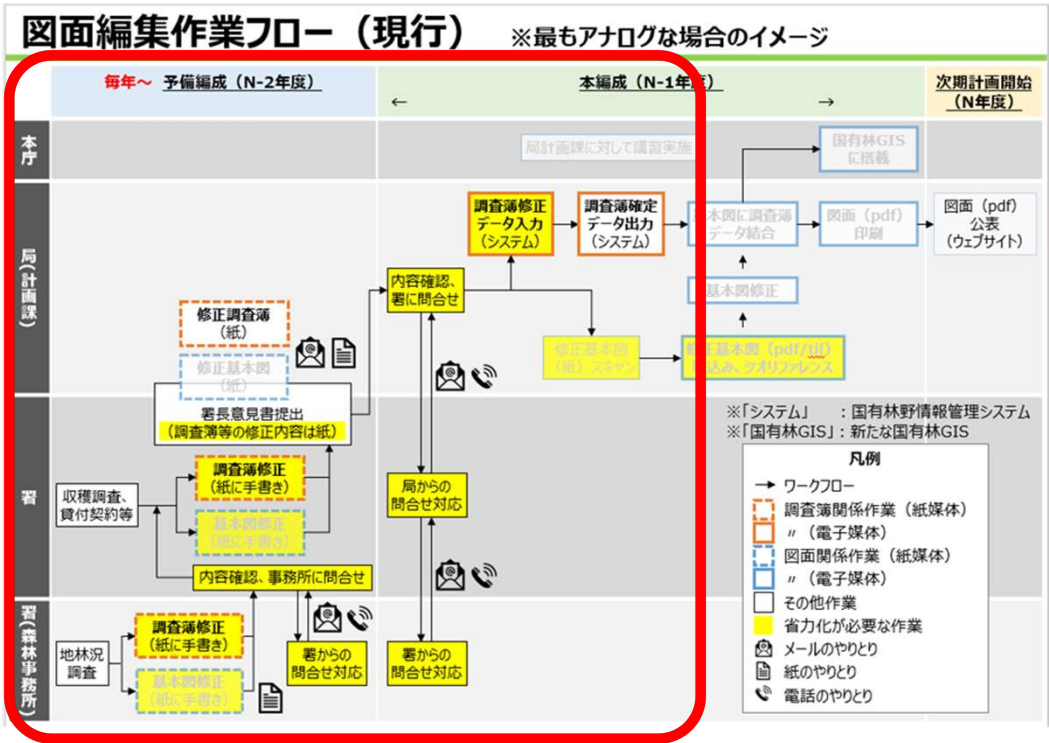 図面編集作業フロー（現行） ※最もアナログな場合のイメージ
毎年～ 予備編成（N-2年度）
本編成（N-1年度）
← →
次期計画開始
（N年度）
本庁
局計画課に対して講習実施
国有林GIS
に搭載
局(計画課)
調査簿修正
データ入力
（システム）
調査簿確定
データ出力
（システム）
基本図に調査簿
データ結合
図面（pdf）
印刷
図面（pdf）
公表
（ウェブサイト）
内容確認、
署に問合せ
基本図修正
修正調査簿
（紙）
修正基本図
（紙）
修正基本図
（紙）スキャン
修正基本図（pdf/tif）
取込み、ジオリファレンス
署長意見書提出
（調査簿等の修正内容は紙）
※「システム」　：国有林野情報管理システム
※「国有林GIS」：新たな国有林GIS
署
収穫調査、
貸付契約等
調査簿修正
（紙に手書き）
基本図修正
（紙に手書き）
局からの
問合せ対応
内容確認、事務所に問合せ
署(森林事務所)
地林況
調査
調査簿修正
（紙に手書き）
基本図修正
（紙に手書き）
署からの
問合せ対応
署からの
問合せ対応
凡例
→ ワークフロー
調査簿関係作業（紙媒体）
〃（電子媒体）
図面関係作業（紙媒体）
〃（電子媒体）
その他作業
省力化が必要な作業
メールのやりとり
紙のやりとり
電話のやりとり